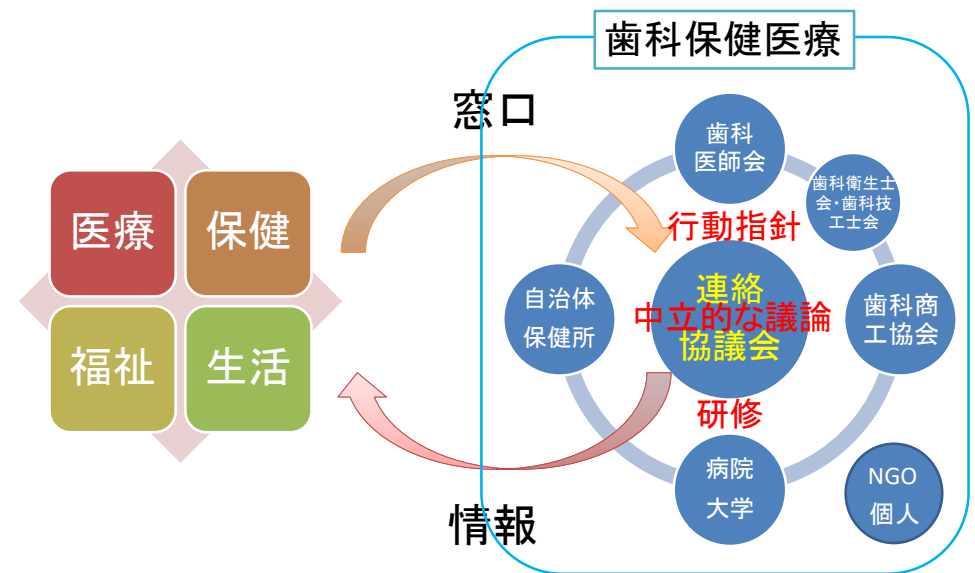 歯科保健医療
窓口
歯科
医師会
歯科衛生士
会・歯科技
工士会
医療
保健
行動指針
自治体
保健所
連絡
中立的な議論
協議会
歯科商
工協会
福祉
生活
研修
病院
大学
NGO
個人
情報